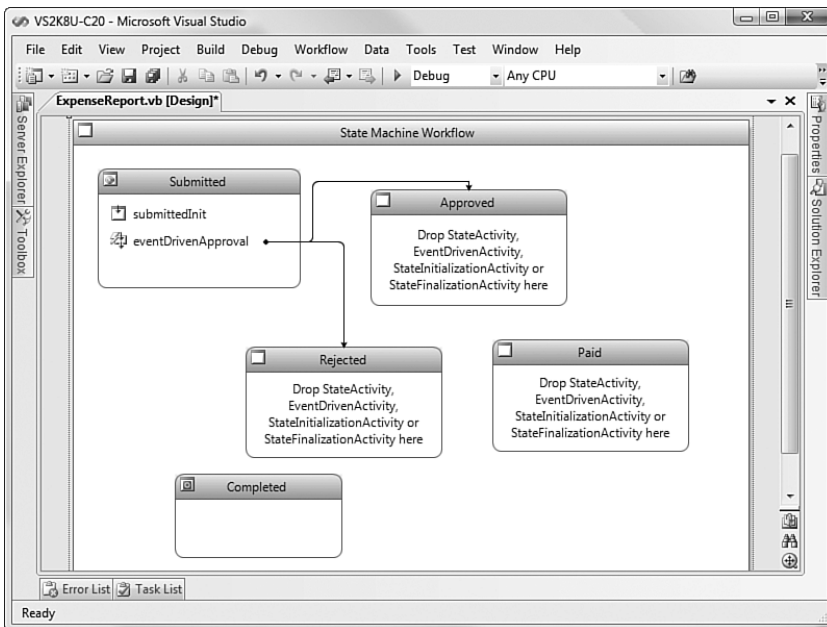 VS2K8U-C20 - Microsoft Visual Studio
File Edit View Project Build Debug Workflow Data Tools Test Window Help
Debug Any CPU
ExpenseReport.vb [Design]*
Server Explorer
Toolbox
Properties
Solution Explorer
State Machine Workflow
Submitted
submittedInit
eventDrivenApproval
Approved
Drop StateActivity,
EventDrivenActivity,
StateInitializationActivity or
StateFinalizationActivity here
Rejected
Drop StateActivity,
EventDrivenActivity,
StateInitializationActivity or
StateFinalizationActivity here
Paid
Drop StateActivity,
EventDrivenActivity,
StateInitializationActivity or
StateFinalizationActivity here
Completed
Error List Task List
Ready